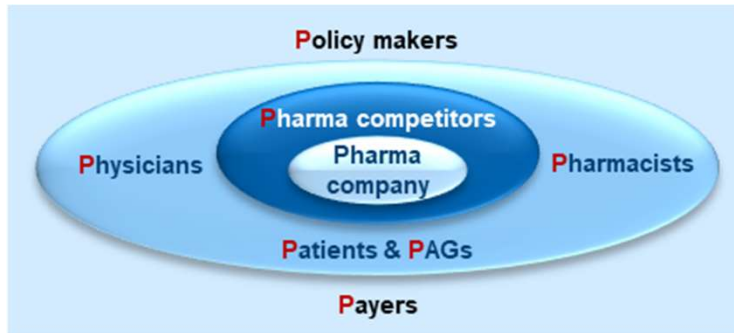 Policy makers
Pharma competitors
Physicians
Pharma
company
Pharmacists
Patients & PAGs
Payers